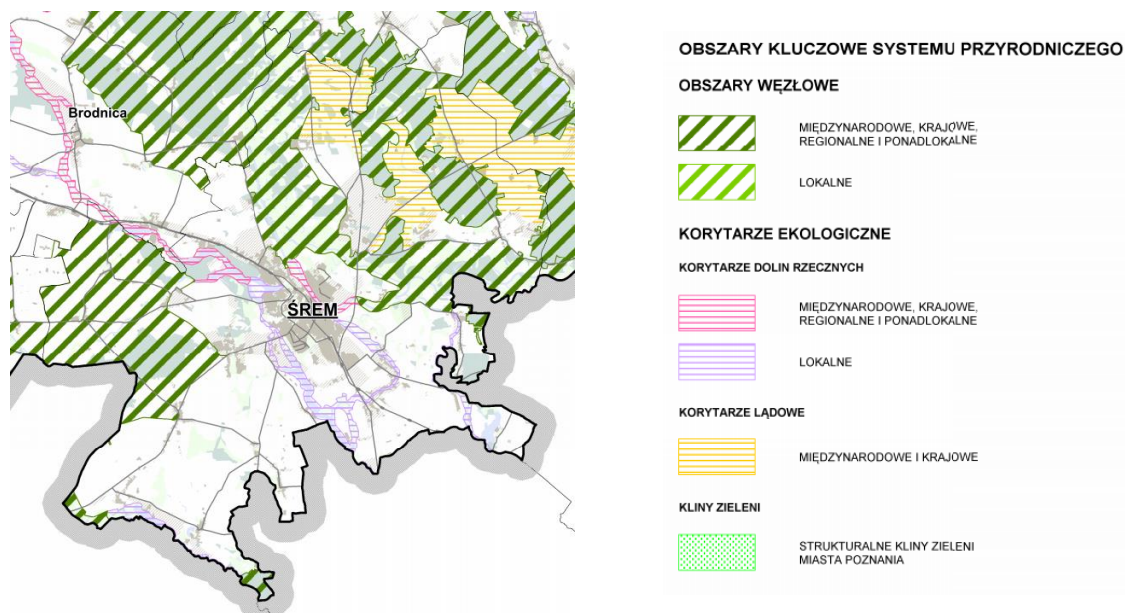 Brodnica
ŚREM
OBSZARY KLUCZOWE SYSTEMU PRZYRODNICZEGO
OBSZARY WĘZŁOWE
MIĘDZYNARODOWE, KRAJOWE,
REGIONALNE I PONADLOKALNE
LOKALNE
KORYTARZE EKOLOGICZNE
KORYTARZE DOLIN RZECZNYCH
MIĘDZYNARODOWE, KRAJOWE,
REGIONALNE I PONADLOKALNE
LOKALNE
KORYTARZE LĄDOWE
MIĘDZYNARODOWE I KRAJOWE
KLINY ZIELENI
STRUKTURALNE KLINY ZIELENI
MIASTA POZNANIA